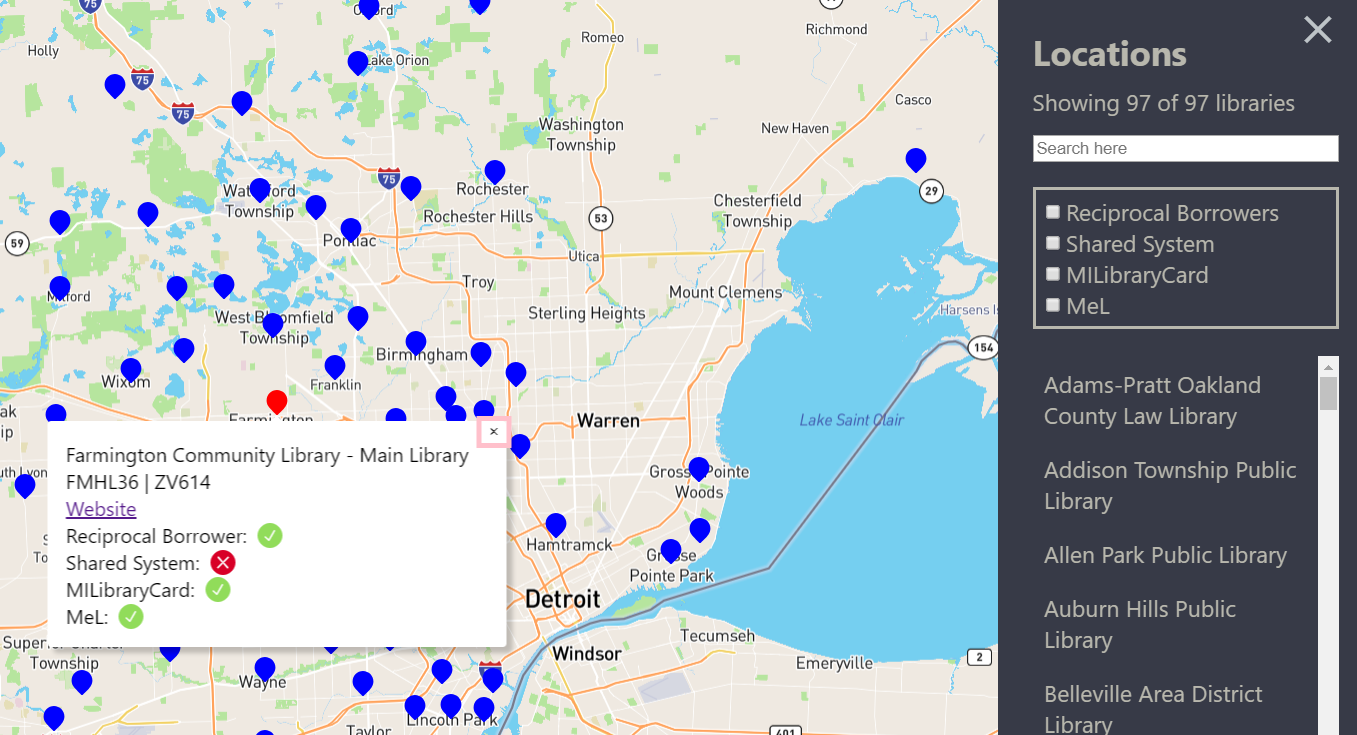 75
Oxford
Holly
Richmond
Romeo
Lake Orion
75
75
Casco
New Haven
Washington
Township
75
Waterford
Township
Rochester
29
Rochester Hills
Chesterfield
Township
53
Pontiac
59
Utica
Troy
Milford
Mount Clemens
Harsens Is
West Bloomfield
Township
Sterling Heights
154
Birmingham
Wixom
Franklin
Farmington
Warren
Lake Saint Clair
Grosse Pointe
Woods
Hamtramck
Grosse
Pointe Park
Detroit
Tecumseh
Windsor
2
Emeryville
Superior Charter
Township
Wayne
Lincoln Park
Taylor
401
×
Farmington Community Library - Main Library
FMHL36 | ZV614
Website
Reciprocal Borrower:
Shared System:
MILibraryCard:
MeL:
Locations
Showing 97 of 97 libraries
Search here
Reciprocal Borrowers
Shared System
MILibraryCard
MeL
Adams-Pratt Oakland
County Law Library
Addison Township Public
Library
Allen Park Public Library
Auburn Hills Public
Library
Belleville Area District
Library